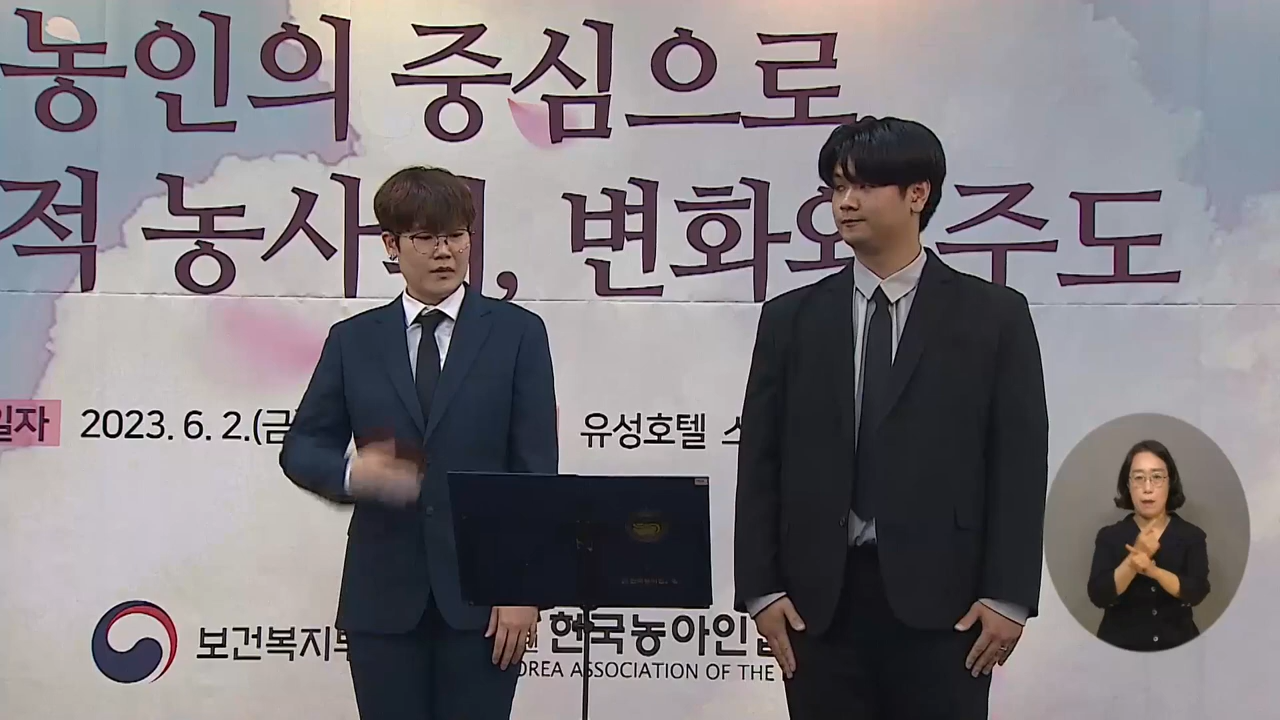 농인의 중심으로
적 농사회, 변화와 주도
일자 2023. 6. 2.(금) 유성호텔
보건복지부 한국농아인
KOREA ASSOCIATION OF THE